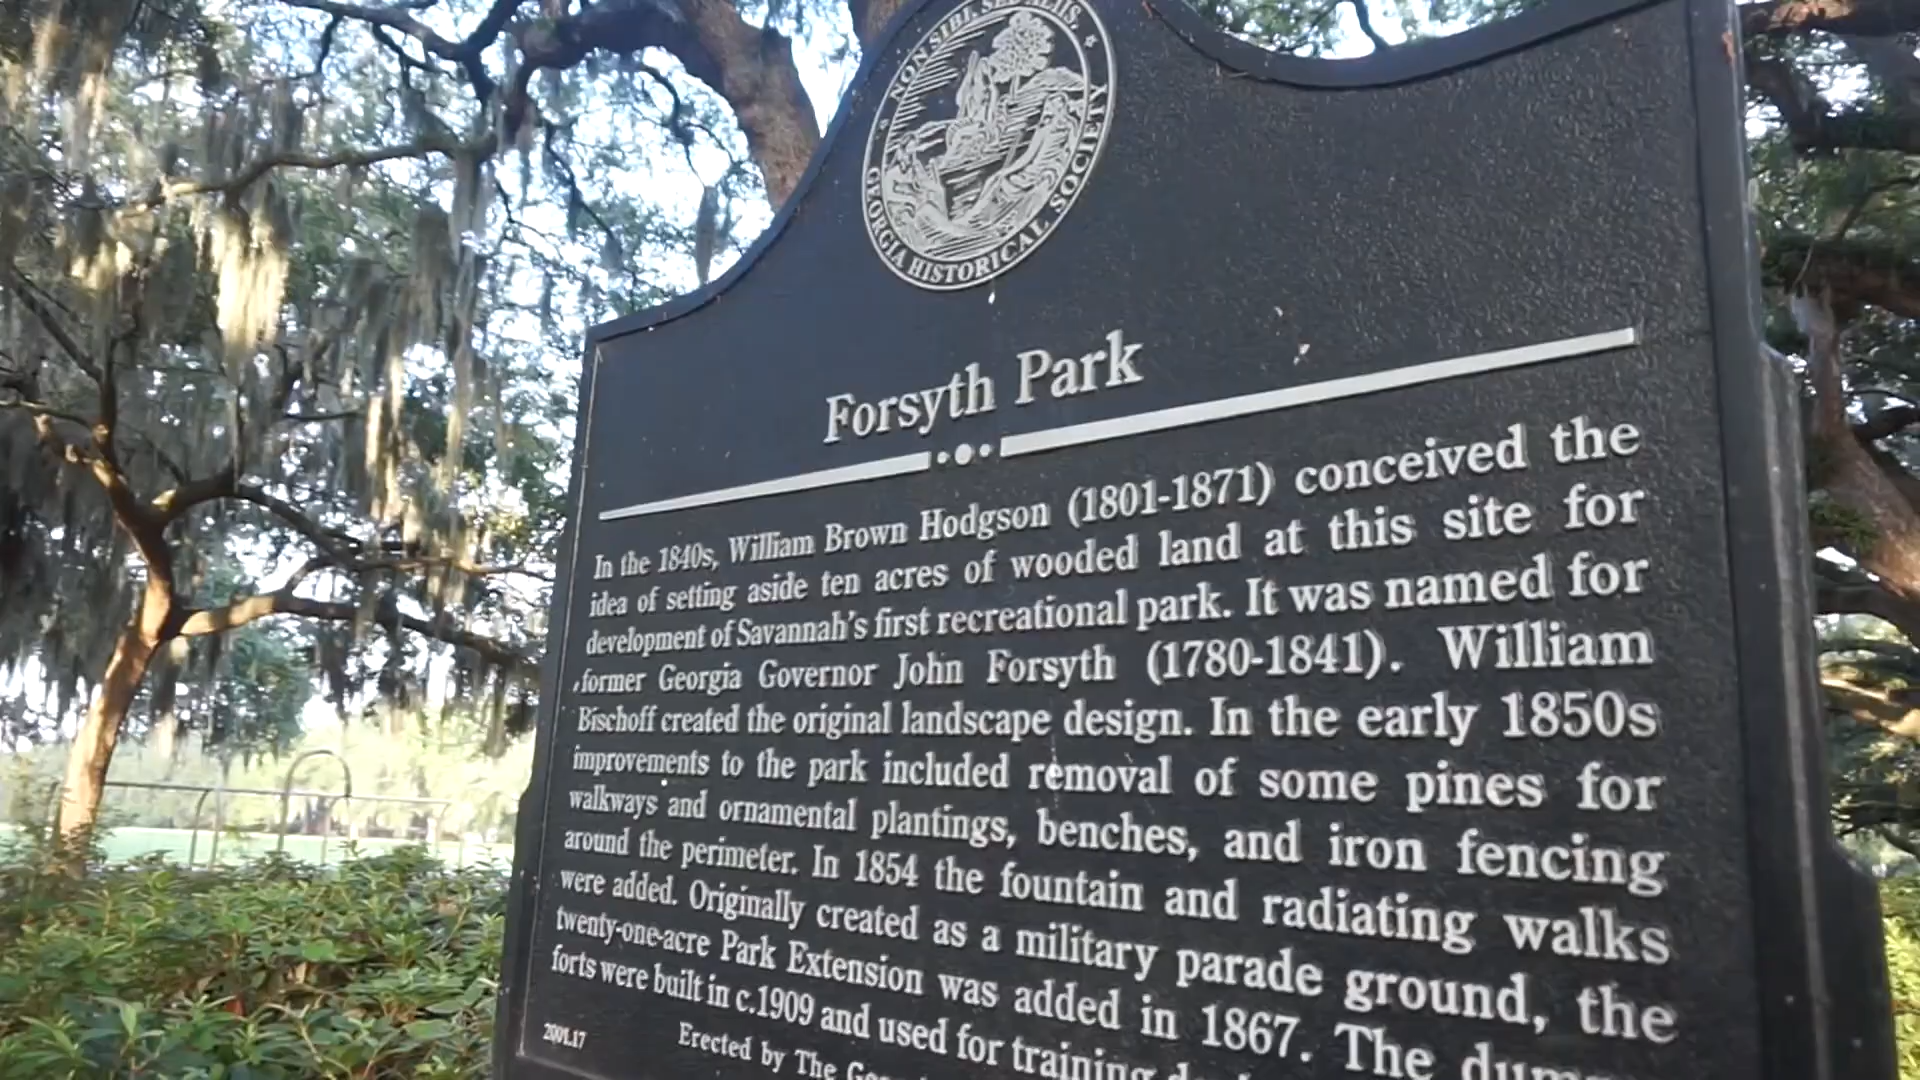 NON SIBI, SED ALIIS.
GEORGIA HISTORICAL SOCIETY
Forsyth Park
In the 1840s, William Brown Hodgson (1801-1871) conceived the
idea of setting aside ten acres of wooded land at this site for
development of Savannah's first recreational park. It was named for
former Georgia Governor John Forsyth (1780-1841). William
Bischoff created the original landscape design. In the early 1850s
improvements to the park included removal of some pines for
walkways and ornamental plantings, benches, and iron fencing
around the perimeter. In 1854 the fountain and radiating walks
were added. Originally created as a military parade ground, the
twenty-one-acre Park Extension was added in 1867. The
forts were built in c.1909 and used for training
2001.17
Erected by The